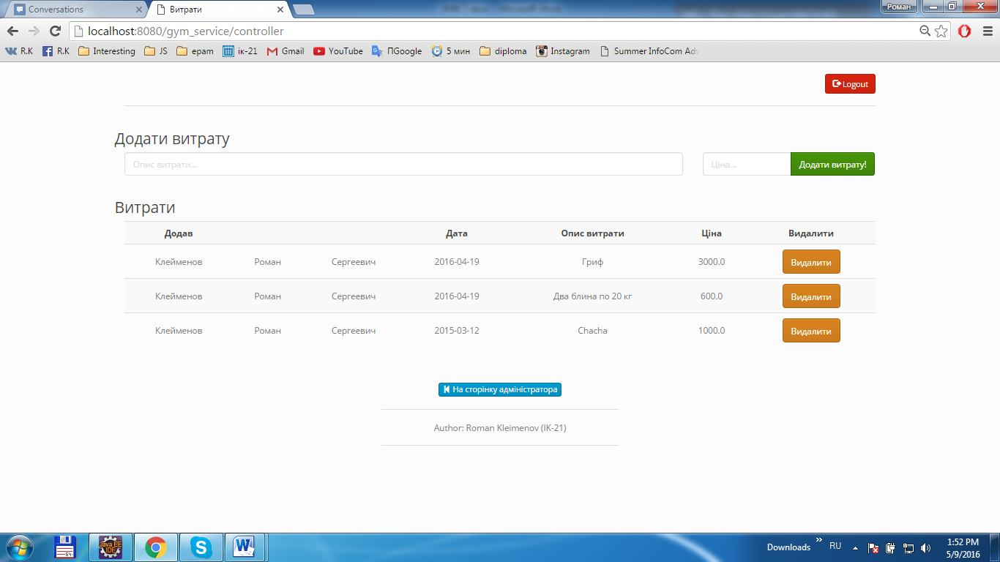 Conversations
Витрати
Роман
localhost:8080/gym_service/controller
R.K
R.K
Interesting
JS
epam
ік-21
Gmail
YouTube
ПGoogle
5 мин
diploma
Instagram
Summer InfoCom Adv
Logout
Додати витрату
Опис витрати...
Ціна...
Додати витрату!
Витрати
Додав Дата Опис витрати Ціна Видалити
Клейменов Роман Сергеевич 2016-04-19 Гриф 3000.0 Видалити
Клейменов Роман Сергеевич 2016-04-19 Два блина по 20 кг 600.0 Видалити
Клейменов Роман Сергеевич 2015-03-12 Chacha 1000.0 Видалити
На сторінку адміністратора
Author: Roman Kleimenov (IK-21)
64
Java EE
IDE
Downloads
RU
1:52 PM
5/9/2016